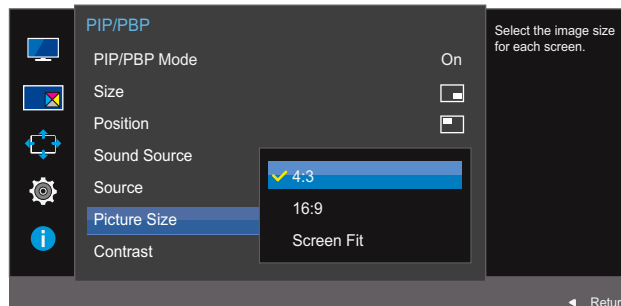 PIP/PBP
PIP/PBP Mode On
Size
Position
Sound Source
Source
Picture Size
Contrast
4:3
16:9
Screen Fit
Select the image size
for each screen.